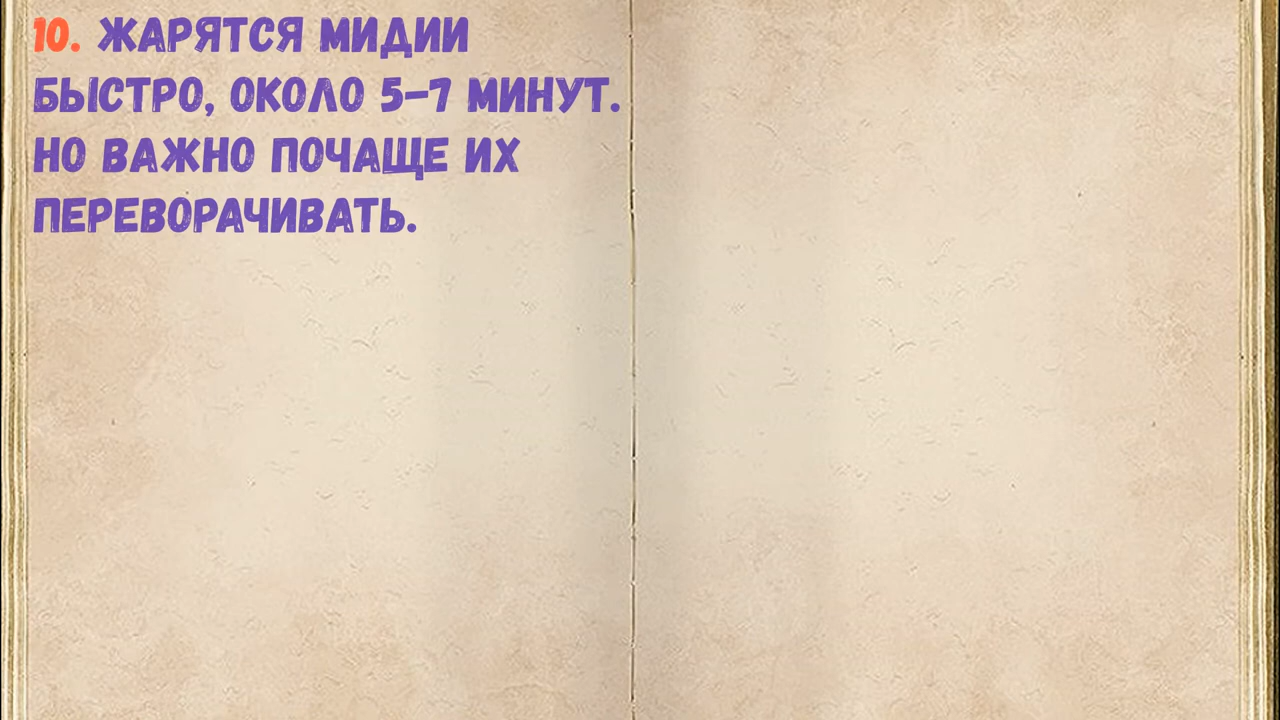 10. ЖАРЯТСЯ МИДИИ
БЫСТРО, ОКОЛО 5-7 МИНУТ.
НО ВАЖНО ПОЧАЩЕ ИХ
ПЕРЕВОРАЧИВАТЬ.